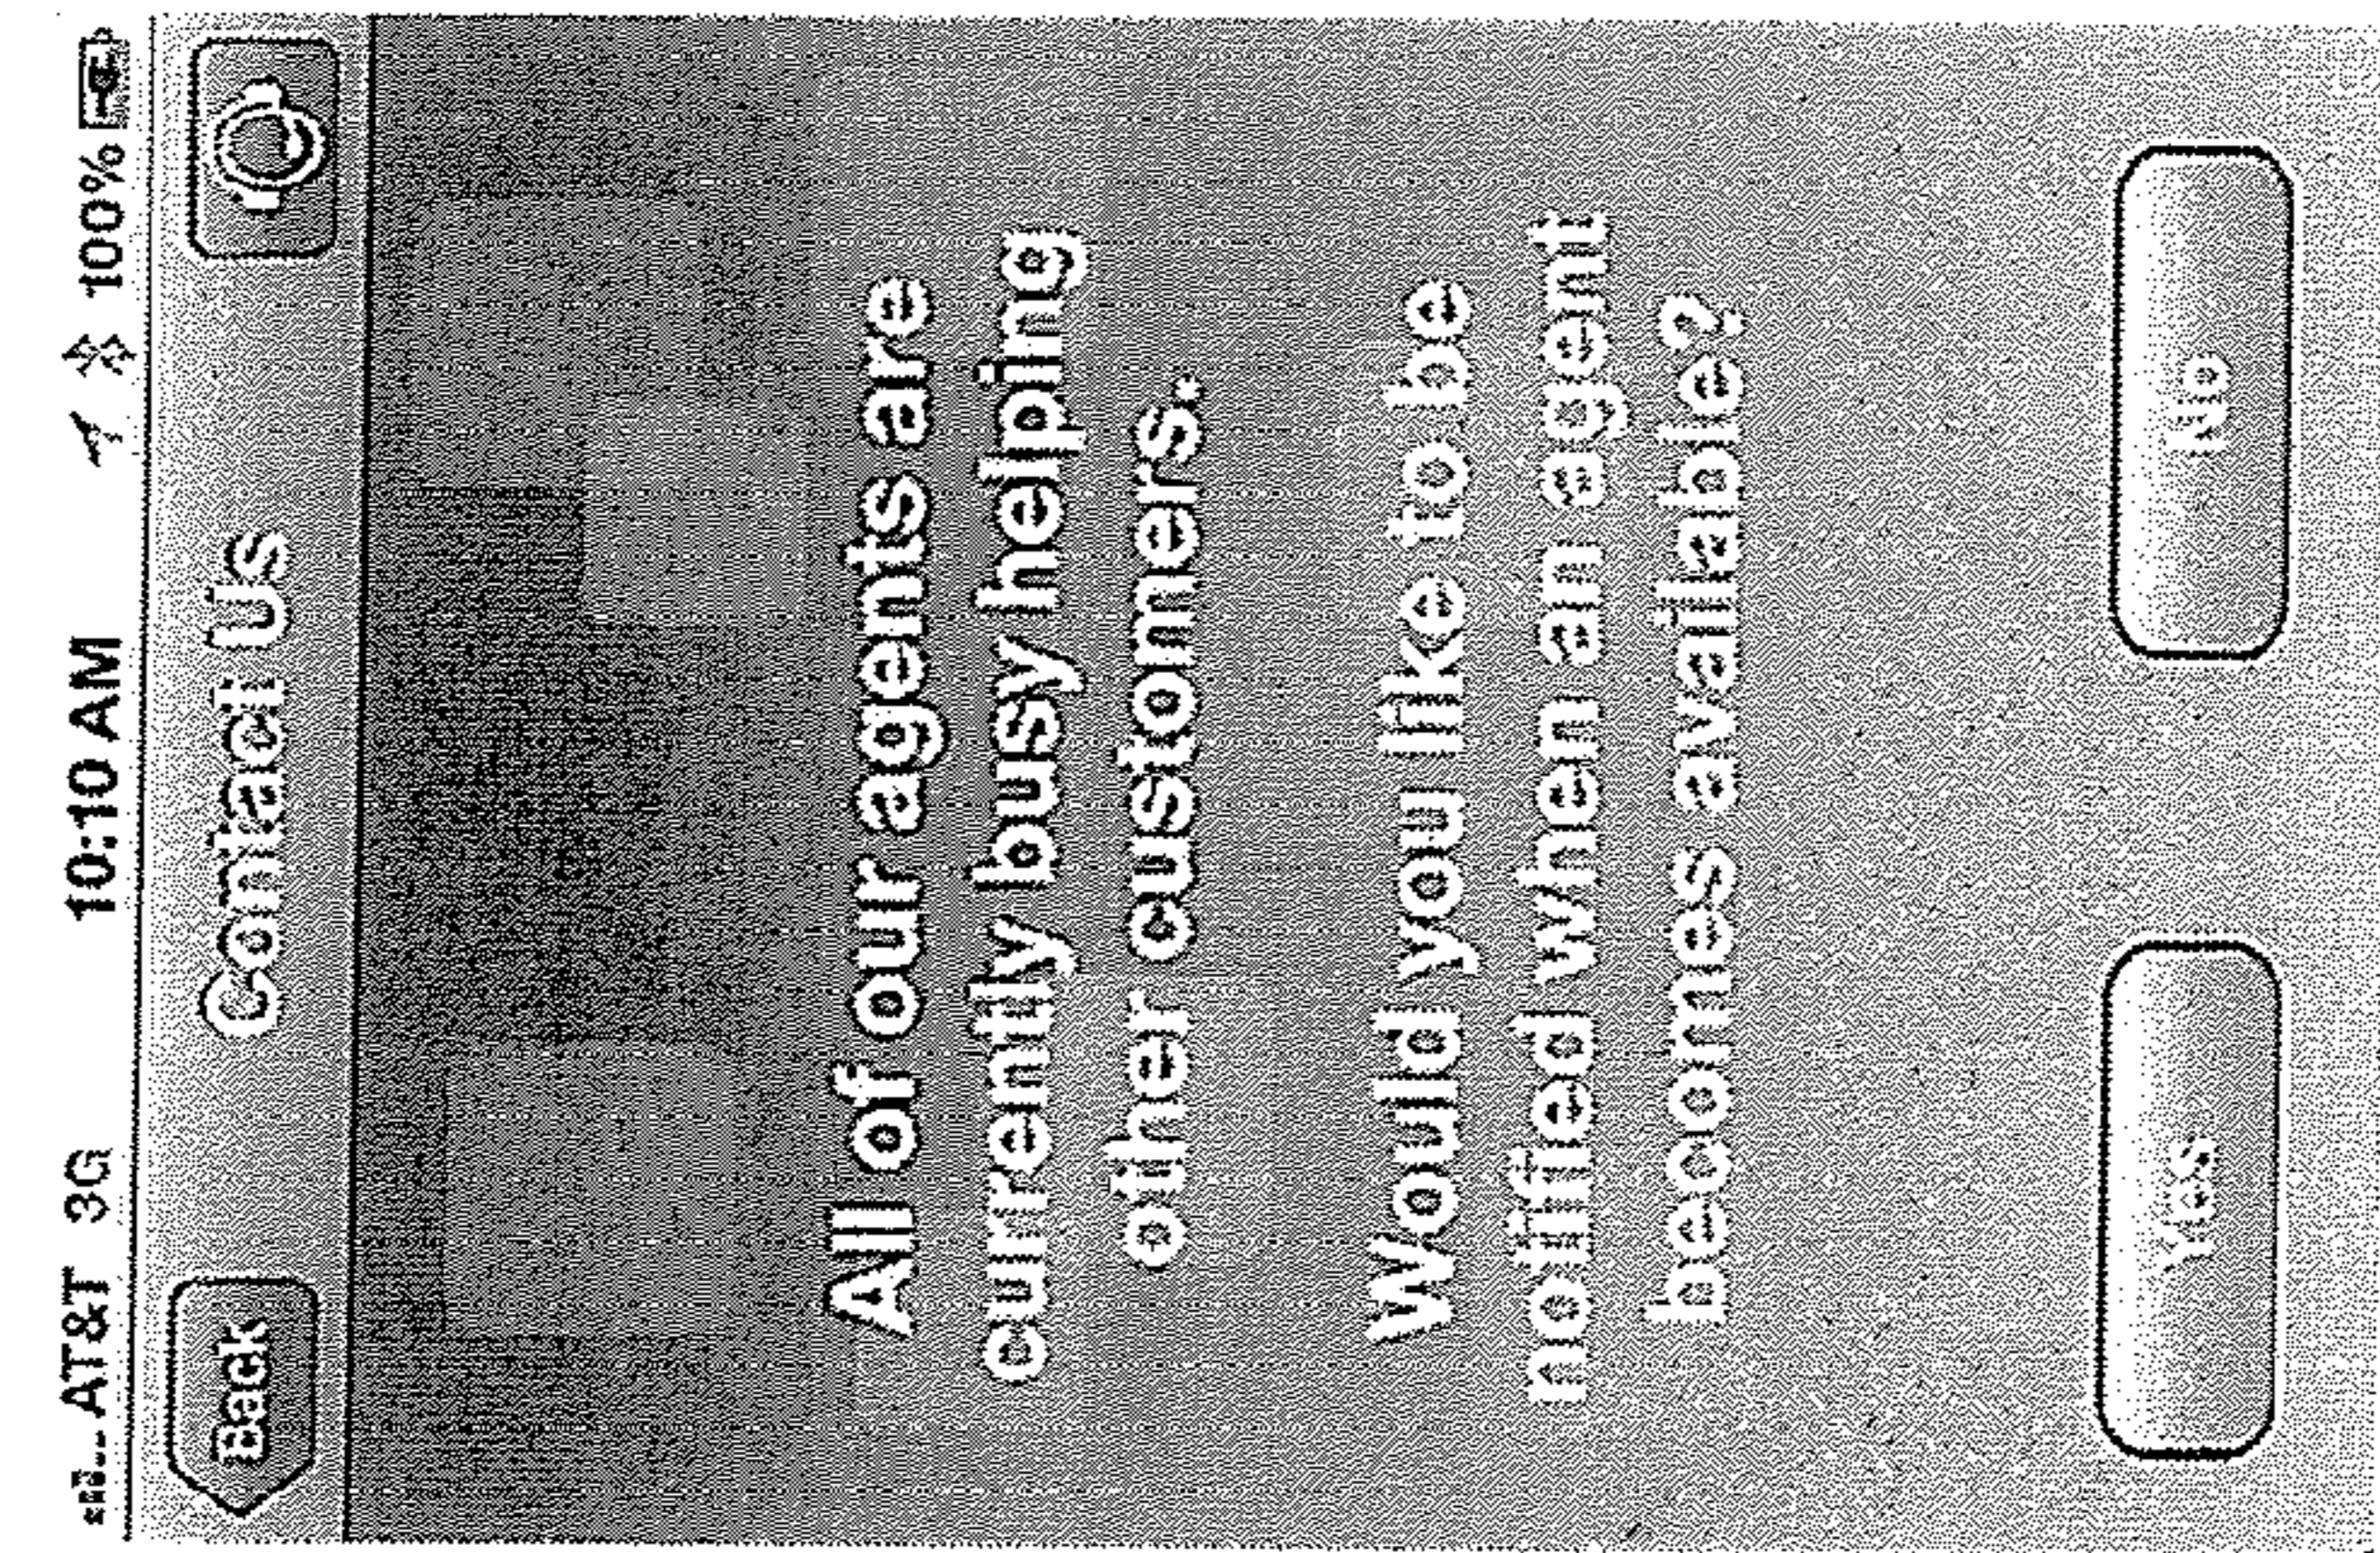 AT&T 3G 10:10 AM 100%
Back Contact Us
All of our agents are
currently busy helping
other customers.
Would you like to be
notified when an agent
becomes available?
Yes No